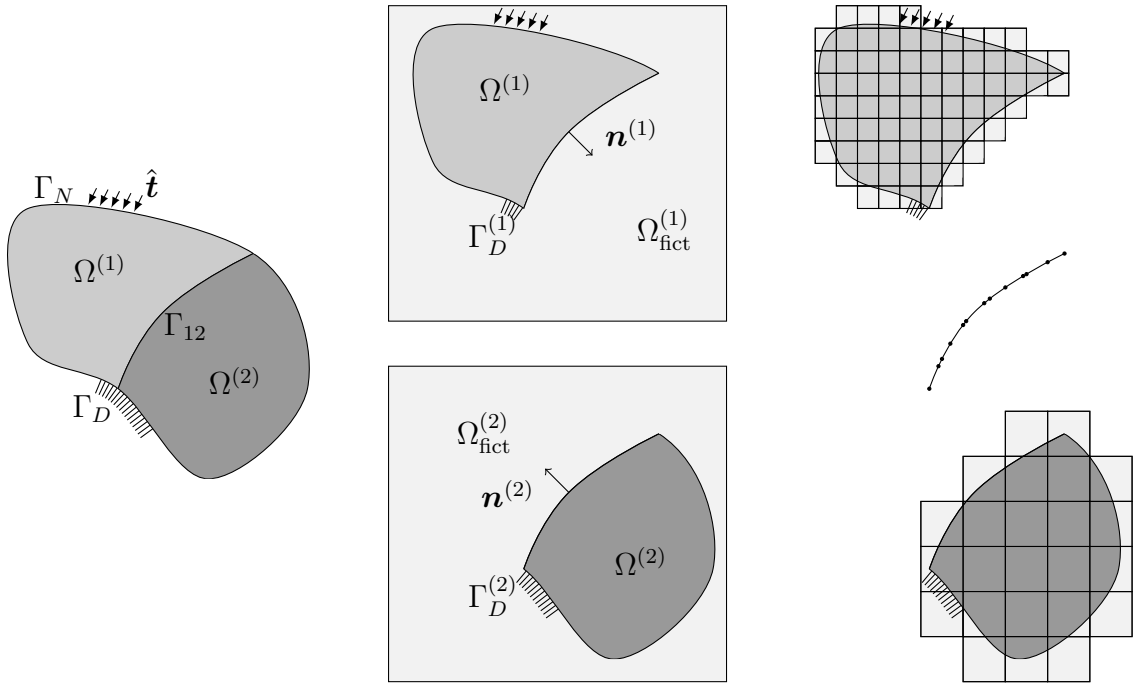 Γ_N
t̂
Ω^(1)
Γ_12
Ω^(2)
Γ_D
Ω^(1)
n^(1)
Γ_D^(1)
Ω_fict^(1)
Ω_fict^(2)
n^(2)
Ω^(2)
Γ_D^(2)